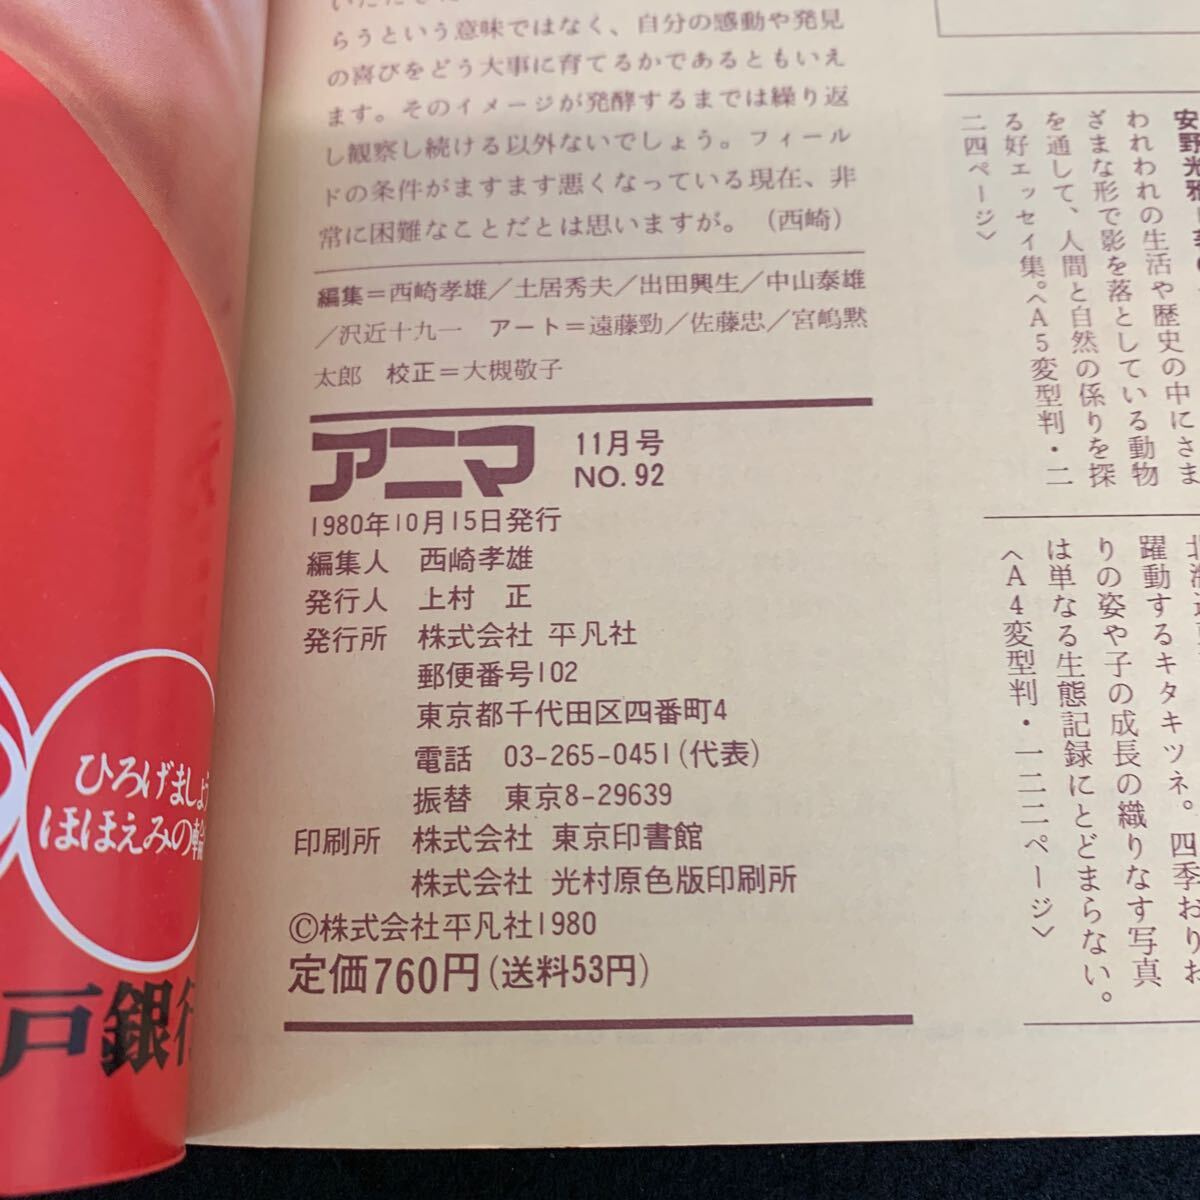 らうという意味ではなく、自分の感動や発見
の喜びをどう大事に育てるかであるともいえ
ます。そのイメージが発酵するまでは繰り返
し観察し続ける以外ないでしょう。フィール
ドの条件がますます悪くなっている現在、非
常に困難なことだとは思いますが。（西崎）
編集＝西崎孝雄／土居秀夫／出田興生／中山泰雄
／沢近十九一 アート＝遠藤勁／佐藤忠／宮嶋黙
太郎 校正＝大槻敬子
アニマ 11月号
NO. 92
1980年10月15日発行
編集人 西崎孝雄
発行人 上村 正
発行所 株式会社 平凡社
郵便番号102
東京都千代田区四番町4
電話 03-265-0451（代表）
振替 東京8-29639
印刷所 株式会社 東京印書館
株式会社 光村原色版印刷所
©株式会社平凡社1980
定価760円（送料53円）
安野光雅
われわれの生活や歴史の中にさま
ざまな形で影を落としている動物
を通して、人間と自然の係りを探
る好エッセイ集。〈A5変型判・二
二四ページ〉
躍動するキタキツネ。四季おりお
りの姿や子の成長の織りなす写真
は単なる生態記録にとどまらない。
〈A4変型判・一二二ページ〉
ひろげましょう
ほほえみの輪
戸銀行